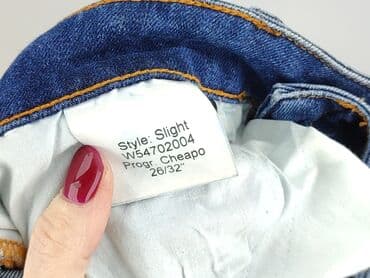 Style: Slight
W54702004
Progr. Cheapo
26/32"